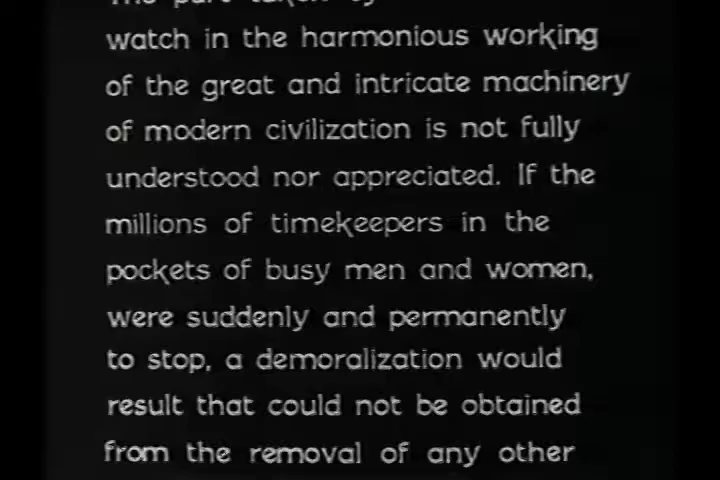 watch in the harmonious working
of the great and intricate machinery
of modern civilization is not fully
understood nor appreciated. If the
millions of timekeepers in the
pockets of busy men and women,
were suddenly and permanently
to stop, a demoralization would
result that could not be obtained
from the removal of any other